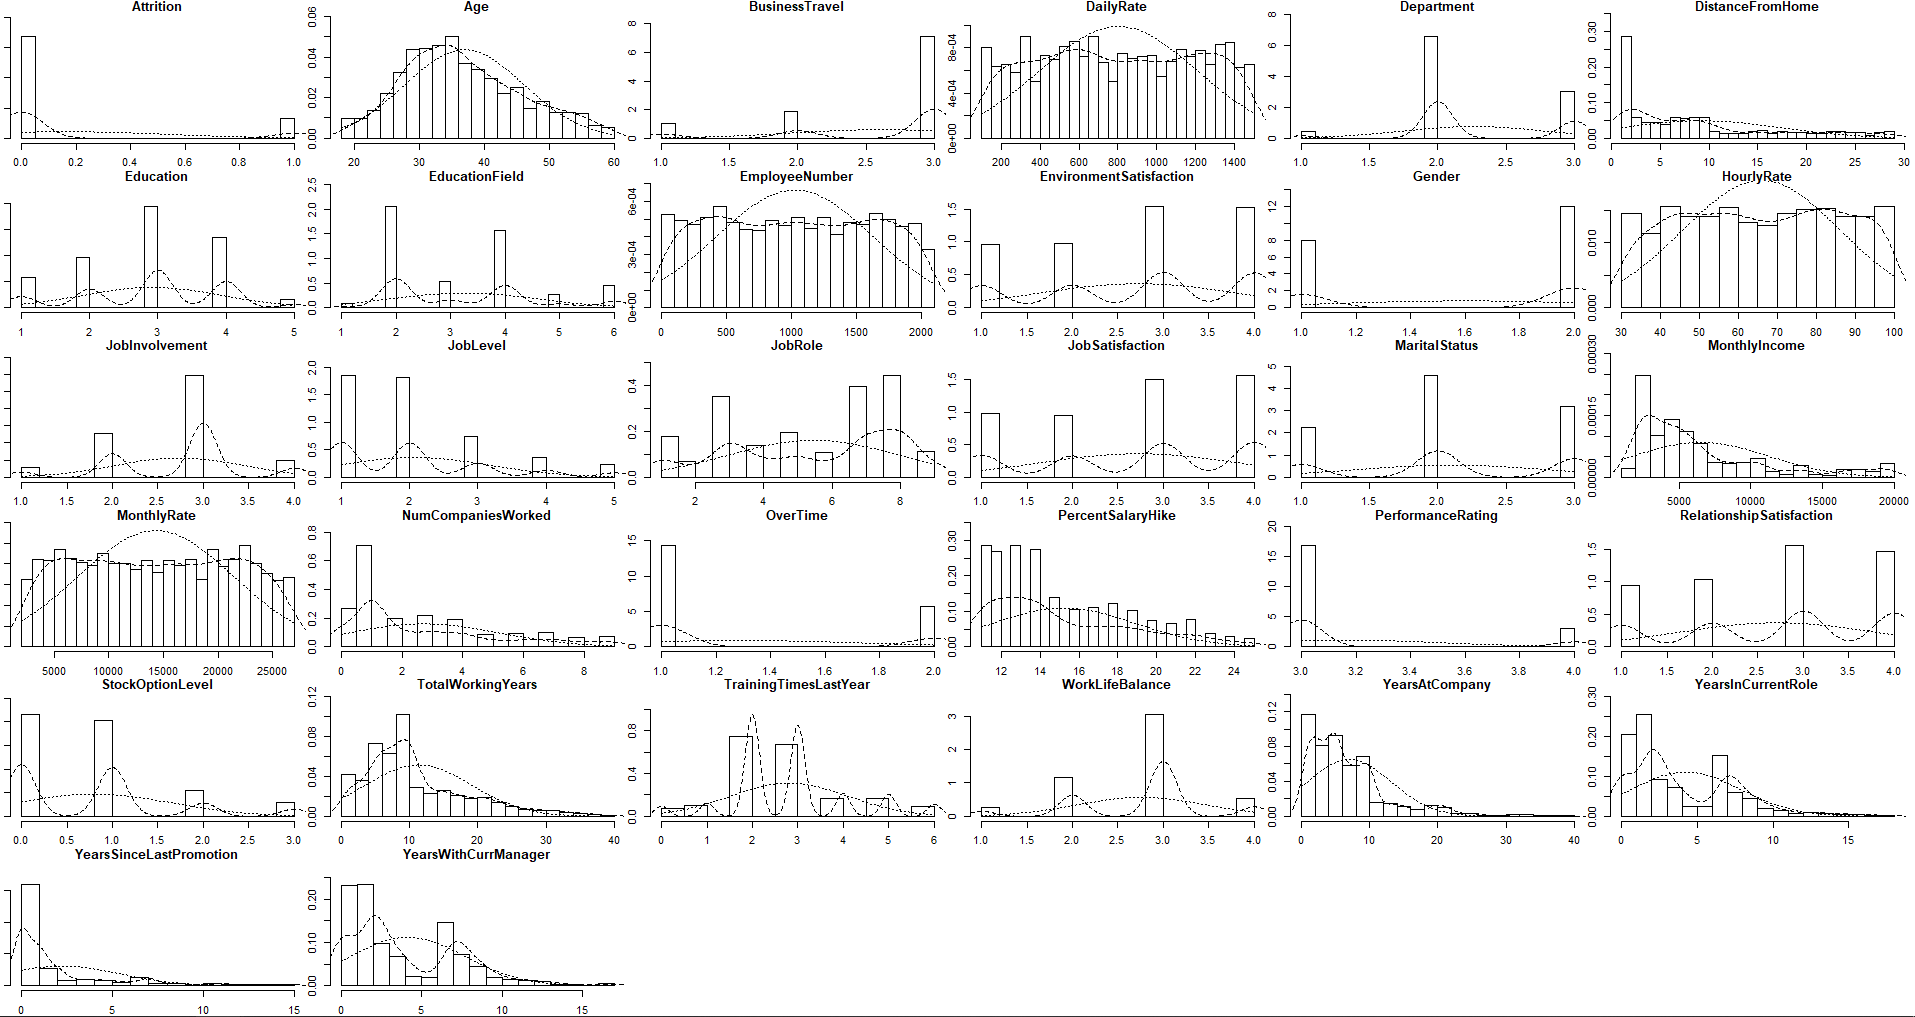 Attrition Age BusinessTravel DailyRate Department DistanceFromHome
0.00 0.02 0.04 0.06
0 2 4 6 8
0e+00 4e-04 8e-04
0 2 4 6 8
0.00 0.05 0.10 0.20 0.30
0.0 0.2 0.4 0.6 0.8 1.0
20 30 40 50 60
1.0 1.5 2.0 2.5 3.0
200 400 600 800 1000 1200 1400
1.0 1.5 2.0 2.5 3.0
0 5 10 15 20 25 30
Education EducationField EmployeeNumber EnvironmentSatisfaction Gender HourlyRate
0.0 0.5 1.0 1.5 2.0 2.5
0e+00 3e-04 6e-04
0.0 0.5 1.0 1.5
0 2 4 6 8 12
0.000 0.010
1 2 3 4 5
1 2 3 4 5 6
0 500 1000 1500 2000
1.0 1.5 2.0 2.5 3.0 3.5 4.0
1.0 1.2 1.4 1.6 1.8 2.0
30 40 50 60 70 80 90 100
JobInvolvement JobLevel JobRole JobSatisfaction MaritalStatus MonthlyIncome
0.0 0.5 1.0 1.5 2.0
0.0 0.2 0.4
0.0 0.5 1.0 1.5
0 1 2 3 4 5
0.00000 0.00015 0.00030
1.0 1.5 2.0 2.5 3.0 3.5 4.0
1 2 3 4 5
2 4 6 8
1.0 1.5 2.0 2.5 3.0 3.5 4.0
1.0 1.5 2.0 2.5 3.0
5000 10000 15000 20000
MonthlyRate NumCompaniesWorked OverTime PercentSalaryHike PerformanceRating RelationshipSatisfaction
0.0 0.2 0.4 0.6 0.8
0 5 10 15
0.00 0.10 0.20 0.30
0 5 10 15 20
0.0 0.5 1.0 1.5
5000 10000 15000 20000 25000
0 2 4 6 8
1.0 1.2 1.4 1.6 1.8 2.0
12 14 16 18 20 22 24
3.0 3.2 3.4 3.6 3.8 4.0
1.0 1.5 2.0 2.5 3.0 3.5 4.0
StockOptionLevel TotalWorkingYears TrainingTimesLastYear WorkLifeBalance YearsAtCompany YearsInCurrentRole
0.00 0.04 0.08 0.12
0.0 0.4 0.8
0 1 2 3
0.00 0.04 0.08 0.12
0.00 0.10 0.20 0.30
0.0 0.5 1.0 1.5 2.0 2.5 3.0
0 10 20 30 40
0 1 2 3 4 5 6
1.0 1.5 2.0 2.5 3.0 3.5 4.0
0 10 20 30 40
0 5 10 15
YearsSinceLastPromotion YearsWithCurrManager
0.00 0.10 0.20
0 5 10 15
0 5 10 15